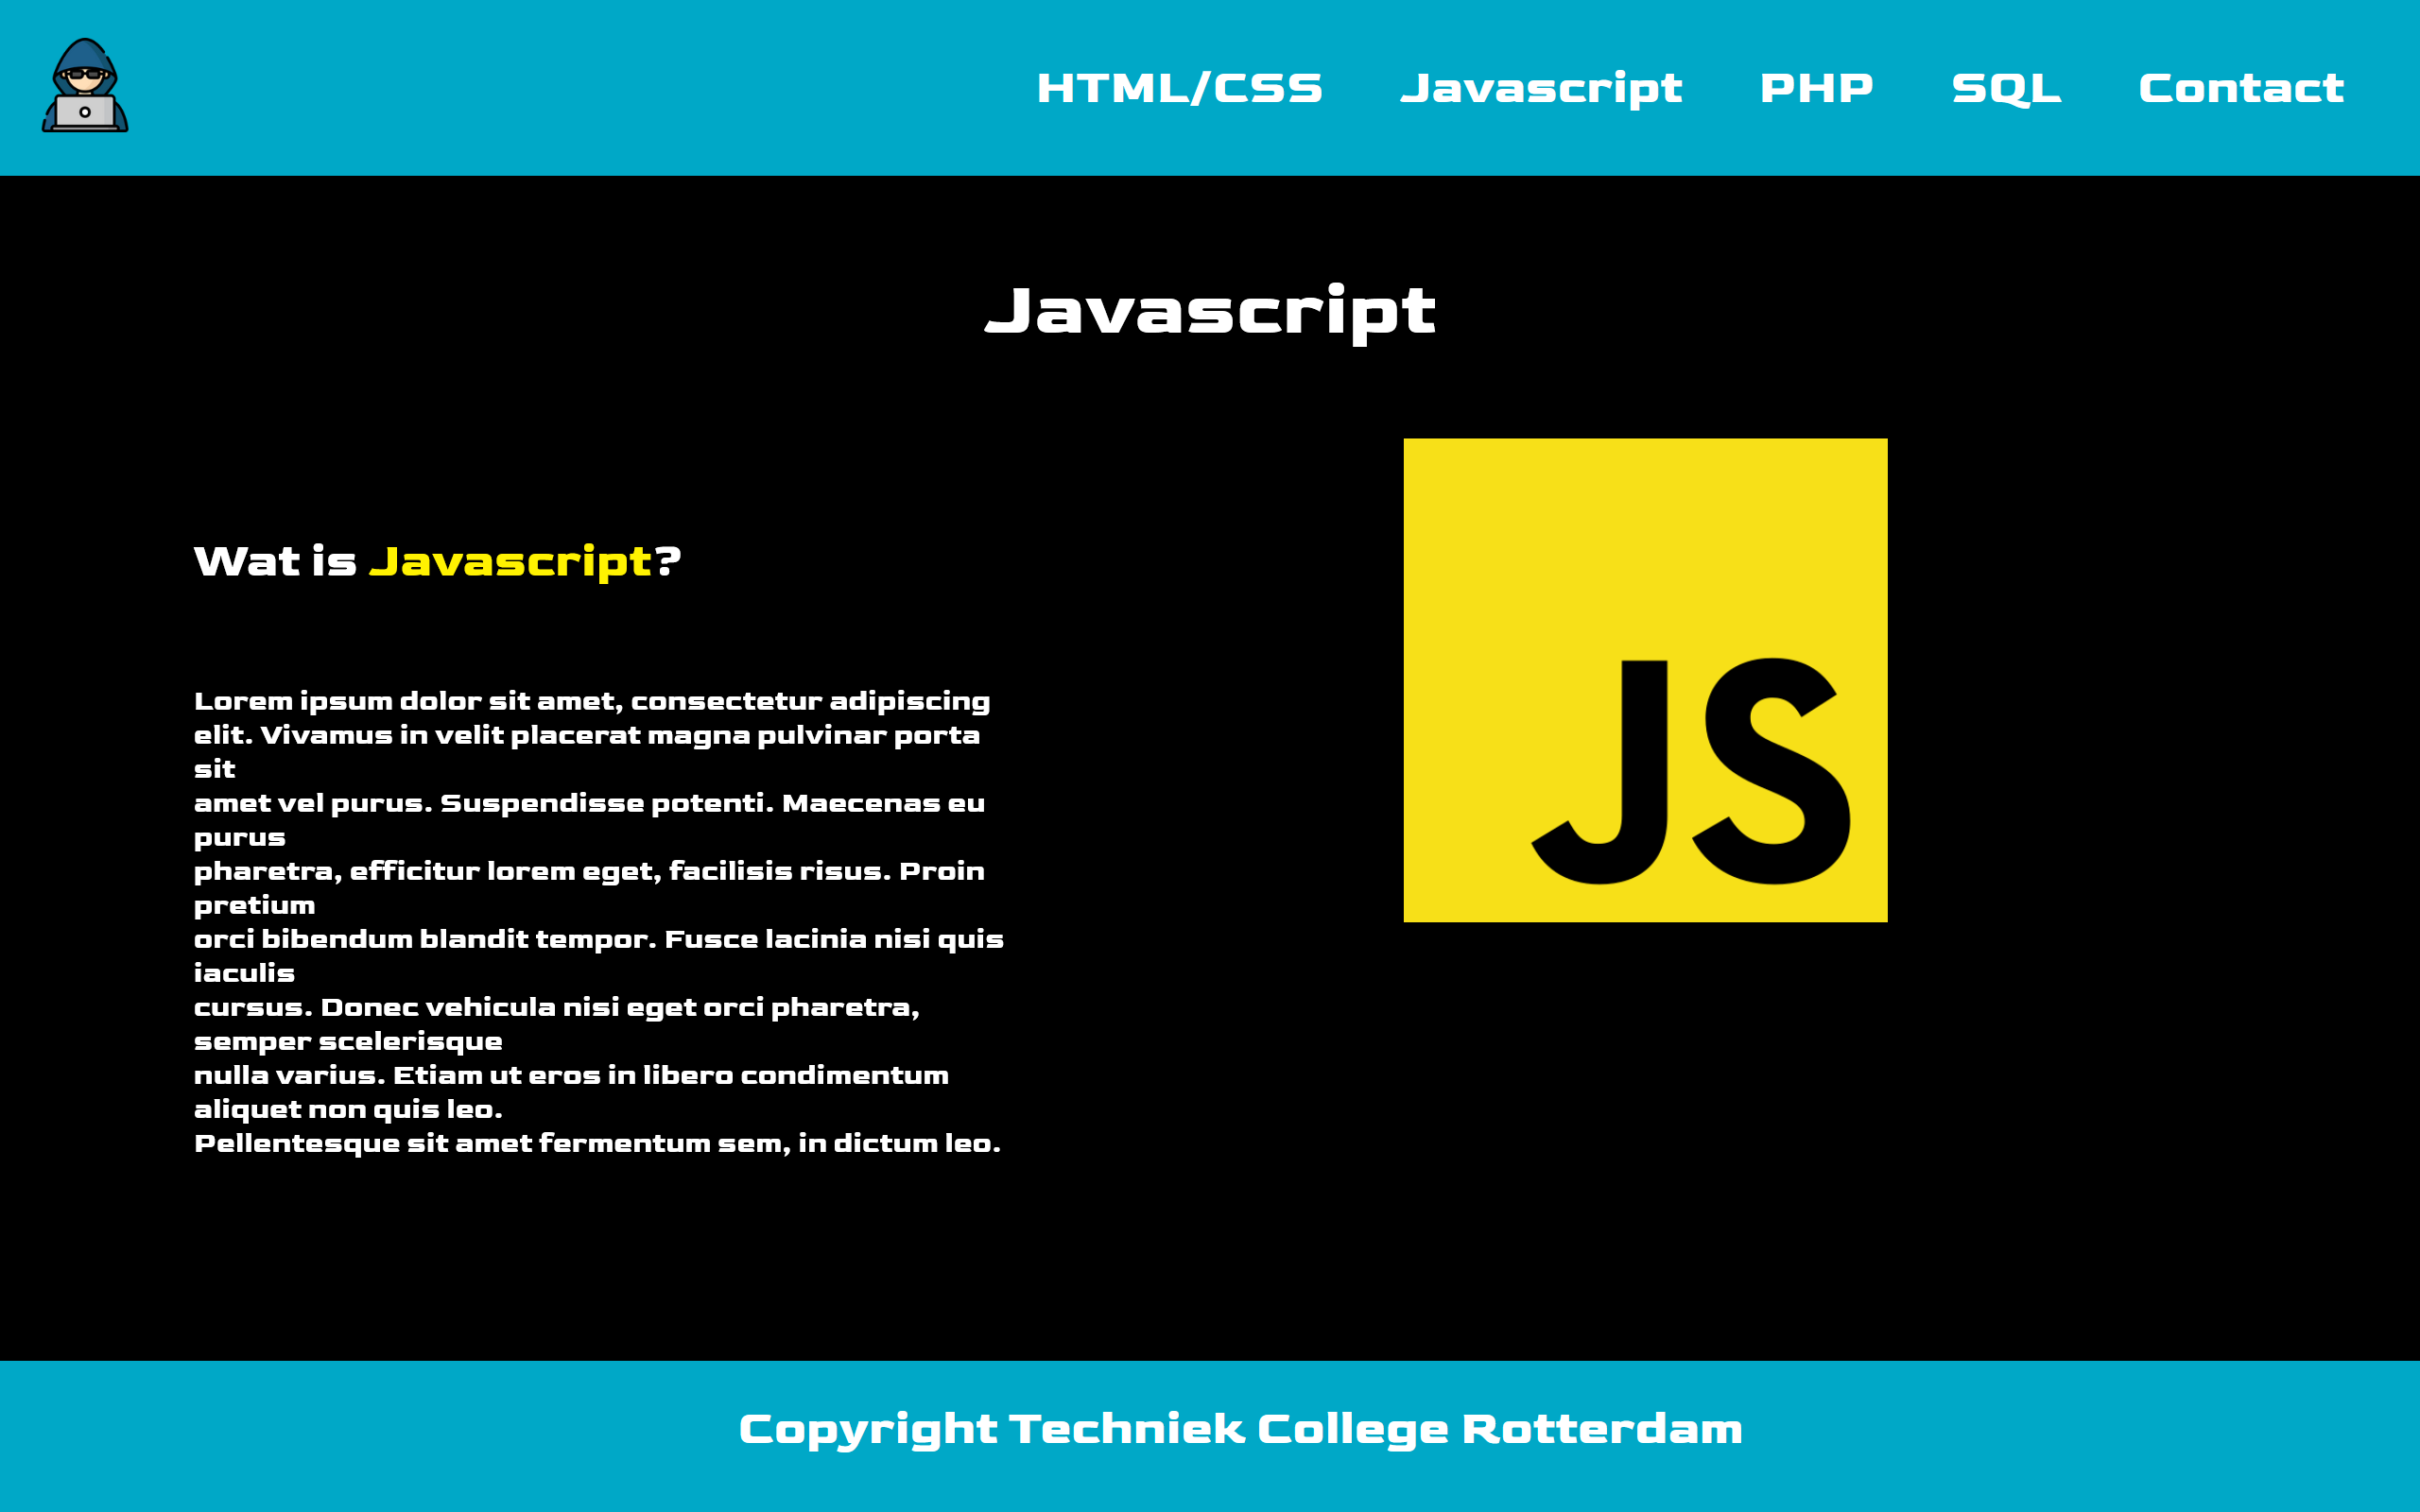 HTML/CSS Javascript PHP SQL Contact
Javascript
Wat is Javascript?
JS
Lorem ipsum dolor sit amet, consectetur adipiscing
elit. Vivamus in velit placerat magna pulvinar porta
sit
amet vel purus. Suspendisse potenti. Maecenas eu
purus
pharetra, efficitur lorem eget, facilisis risus. Proin
pretium
orci bibendum blandit tempor. Fusce lacinia nisi quis
iaculis
cursus. Donec vehicula nisi eget orci pharetra,
semper scelerisque
nulla varius. Etiam ut eros in libero condimentum
aliquet non quis leo.
Pellentesque sit amet fermentum sem, in dictum leo.
Copyright Techniek College Rotterdam